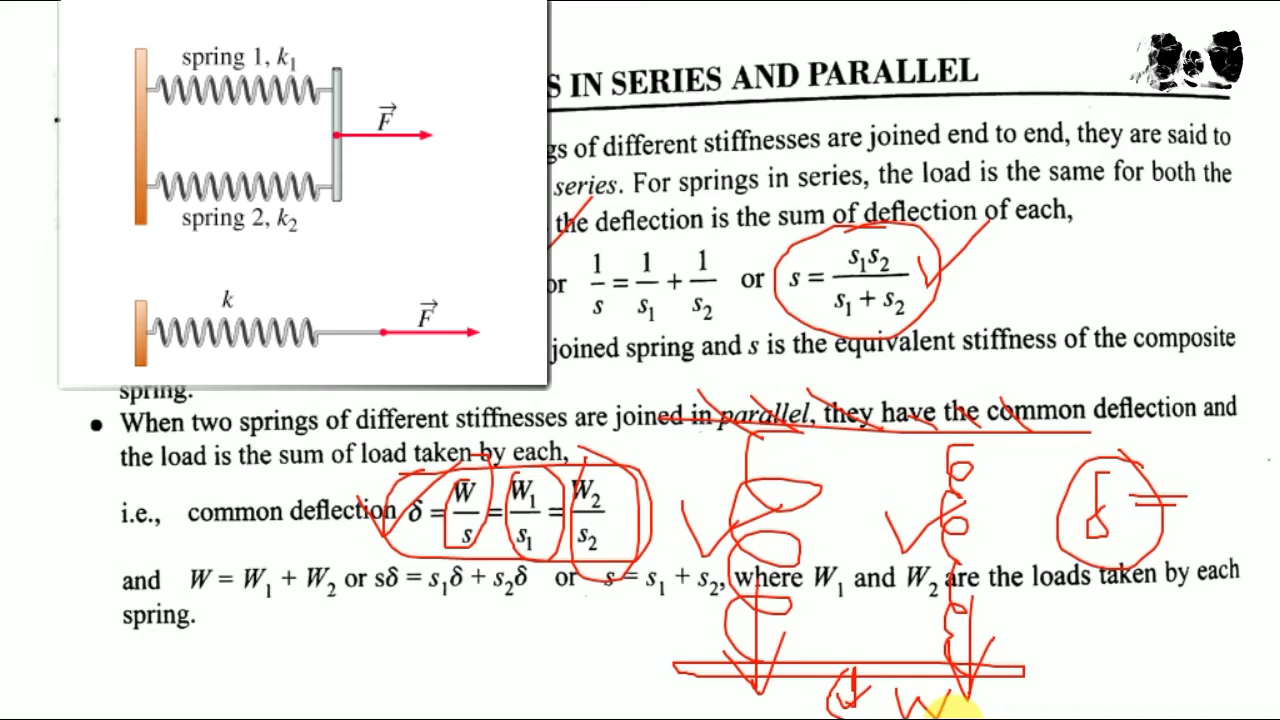 spring 1, k₁
F
spring 2, k₂
k
F
S IN SERIES AND PARALLEL
gs of different stiffnesses are joined end to end, they are said to
series. For springs in series, the load is the same for both the
the deflection is the sum of deflection of each,
or 1/s = 1/s₁ + 1/s₂ or s = s₁s₂/(s₁ + s₂)
joined spring and s is the equivalent stiffness of the composite
spring.
• When two springs of different stiffnesses are joined in parallel, they have the common deflection and
the load is the sum of load taken by each,
i.e., common deflection δ = W/s = W₁/s₁ = W₂/s₂
δ
and W = W₁ + W₂ or sδ = s₁δ + s₂δ or s = s₁ + s₂, where W₁ and W₂ are the loads taken by each
spring.
W